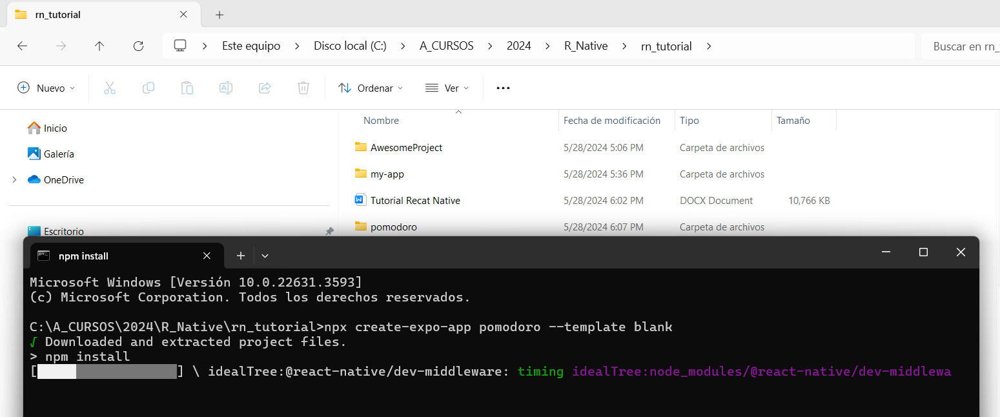 rn_tutorial
Este equipo > Disco local (C:) > A_CURSOS > 2024 > R_Native > rn_tutorial >
Buscar en rn_
Nuevo Ordenar Ver
Inicio
Galería
OneDrive
Escritorio
Nombre Fecha de modificación Tipo Tamaño
AwesomeProject 5/28/2024 5:06 PM Carpeta de archivos
my-app 5/28/2024 5:36 PM Carpeta de archivos
Tutorial Recat Native 5/28/2024 6:02 PM DOCX Document 10,766 KB
pomodoro 5/28/2024 6:07 PM Carpeta de archivos
npm install
Microsoft Windows [Versión 10.0.22631.3593]
(c) Microsoft Corporation. Todos los derechos reservados.
C:\A_CURSOS\2024\R_Native\rn_tutorial>npx create-expo-app pomodoro --template blank
√ Downloaded and extracted project files.
> npm install
[ ] \ idealTree:@react-native/dev-middleware: timing idealTree:node_modules/@react-native/dev-middlewa